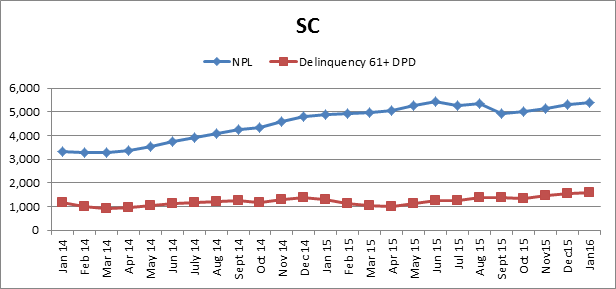 SC
NPL Delinquency 61+ DPD
6,000
5,000
4,000
3,000
2,000
1,000
0
Jan 14 Feb 14 Mar 14 Apr 14 May 14 Jun 14 July 14 Aug 14 Sept 14 Oct 14 Nov 14 Dec 14 Jan 15 Feb 15 Mar 15 Apr 15 May 15 Jun 15 Jul 15 Aug 15 Sept 15 Oct 15 Nov15 Dec15 Jan16